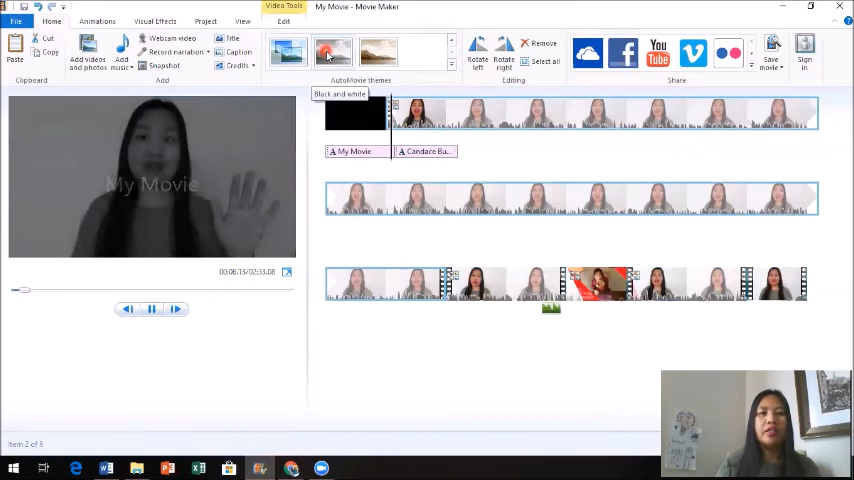 Video Tools
My Movie - Movie Maker
File
Home
Animations
Visual Effects
Project
View
Edit
Paste
Cut
Copy
Clipboard
Add videos
and photos
Add
music
Webcam video
Record narration
Snapshot
Title
Caption
Credits
Add
AutoMovie themes
Rotate
left
Rotate
right
Remove
Select all
Editing
You
Tube
Share
Save
movie
Sign
in
Black and white
My Movie
A My Movie
A Candace Bu...
00:06.13/02:33.08
Item 2 of 6